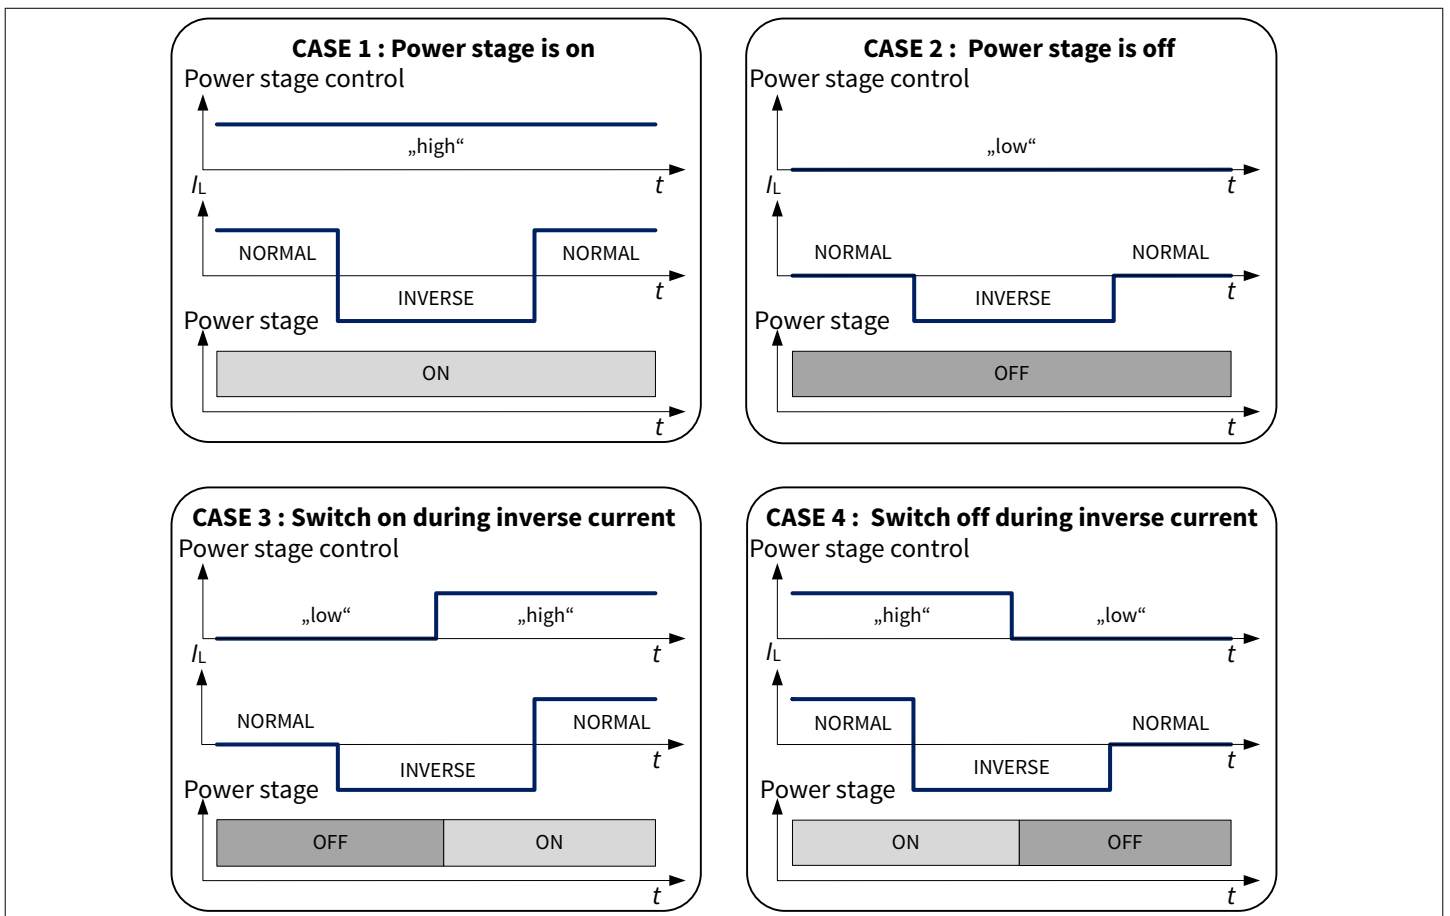 CASE 1 : Power stage is on
Power stage control
„high“
t
IL
NORMAL
NORMAL
INVERSE
t
Power stage
ON
t
CASE 2 : Power stage is off
Power stage control
„low“
t
IL
NORMAL
NORMAL
INVERSE
t
Power stage
OFF
t
CASE 3 : Switch on during inverse current
Power stage control
„low“
„high“
t
IL
NORMAL
NORMAL
INVERSE
t
Power stage
OFF
ON
t
CASE 4 : Switch off during inverse current
Power stage control
„high“
„low“
t
IL
NORMAL
NORMAL
INVERSE
t
Power stage
ON
OFF
t